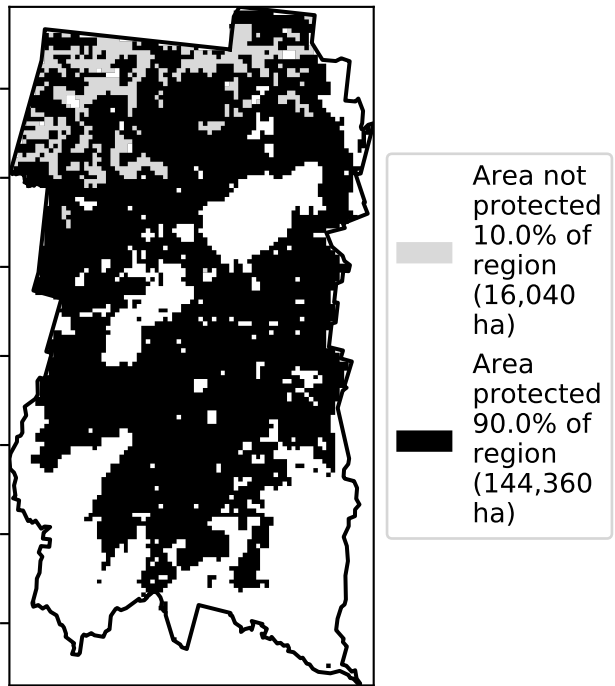 Area not
protected
10.0% of
region
(16,040
ha)
Area
protected
90.0% of
region
(144,360
ha)